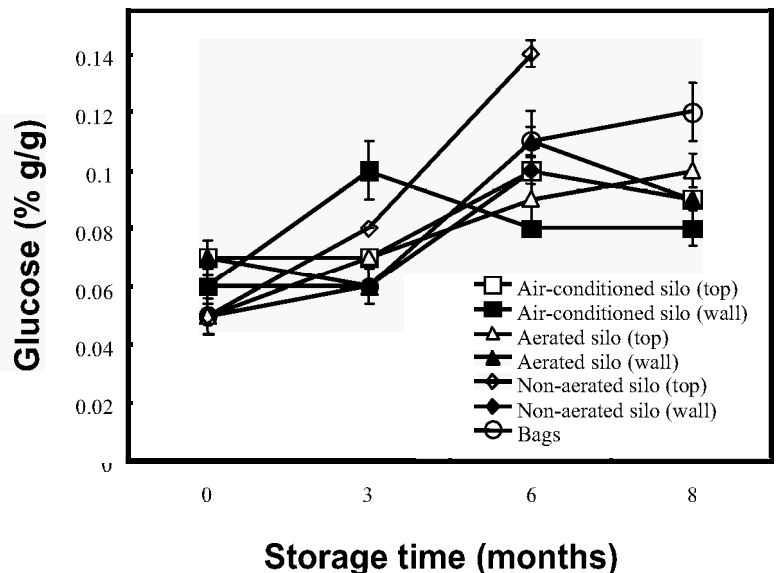 0.14
0.12
0.1
0.08
0.06
0.04
0.02
0
Glucose (% g/g)
Air-conditioned silo (top)
Air-conditioned silo (wall)
Aerated silo (top)
Aerated silo (wall)
Non-aerated silo (top)
Non-aerated silo (wall)
Bags
0 3 6 8
Storage time (months)